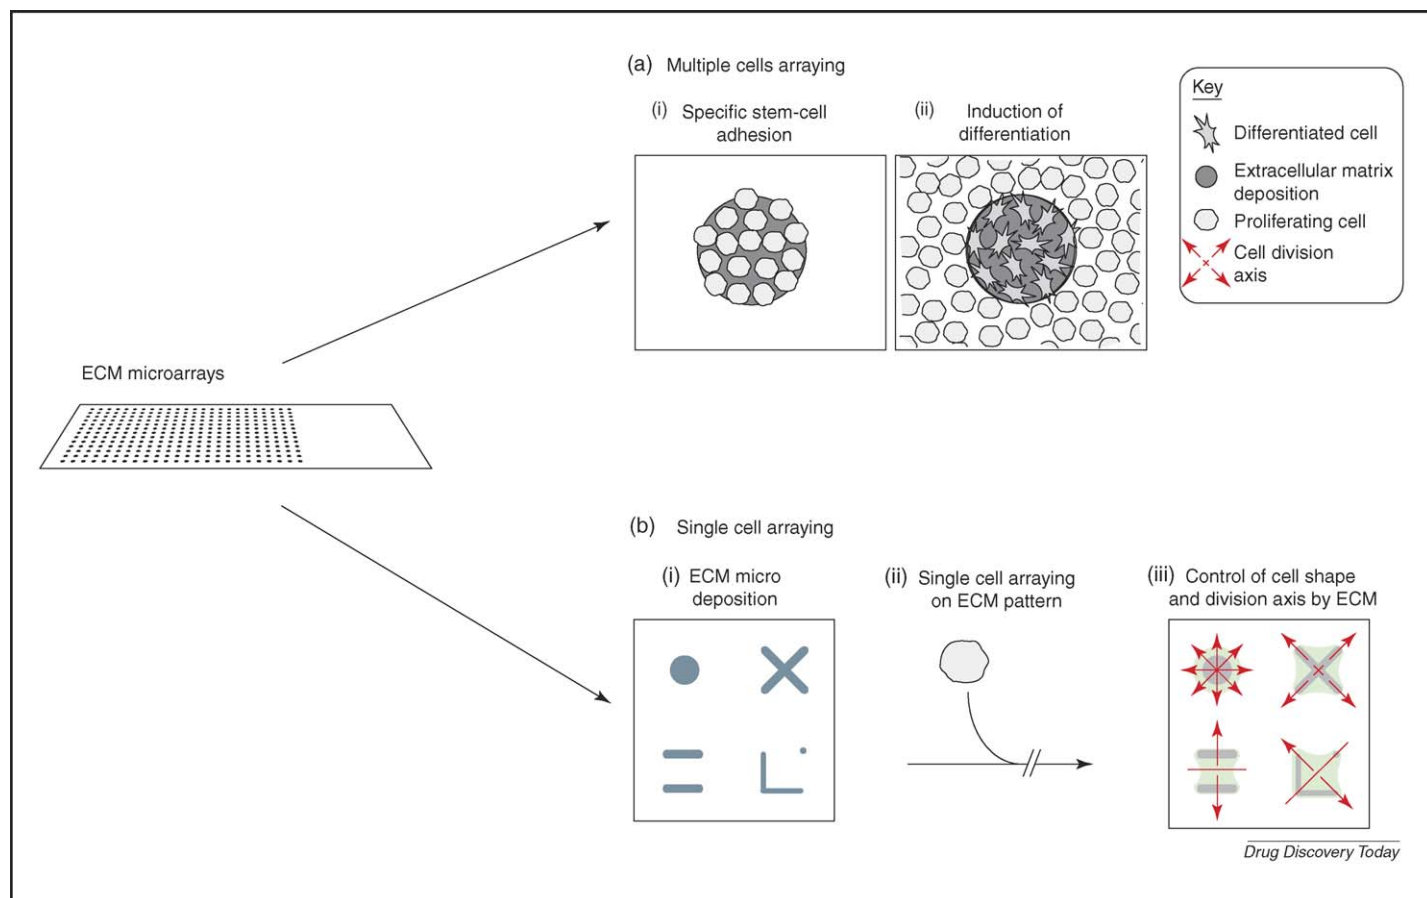 (a) Multiple cells arraying
(i) Specific stem-cell
adhesion
(ii) Induction of
differentiation
Key
Differentiated cell
Extracellular matrix
deposition
Proliferating cell
Cell division
axis
ECM microarrays
(b) Single cell arraying
(i) ECM micro
deposition
(ii) Single cell arraying
on ECM pattern
(iii) Control of cell shape
and division axis by ECM
Drug Discovery Today